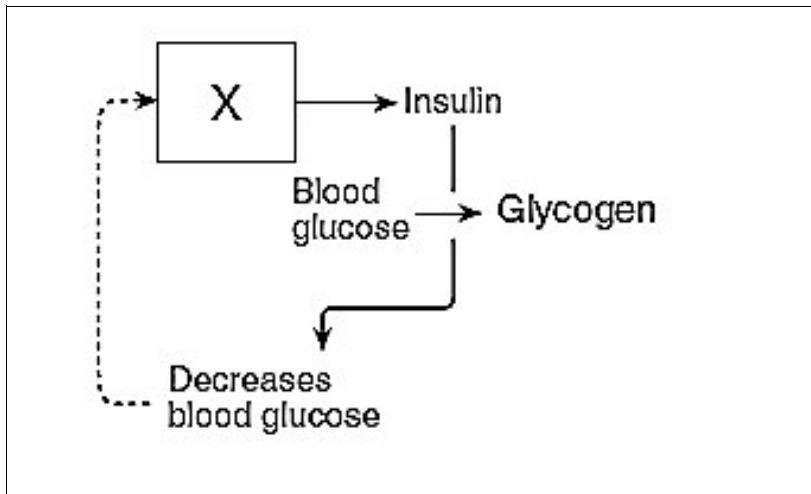 X
Insulin
Blood
glucose
Glycogen
Decreases
blood glucose